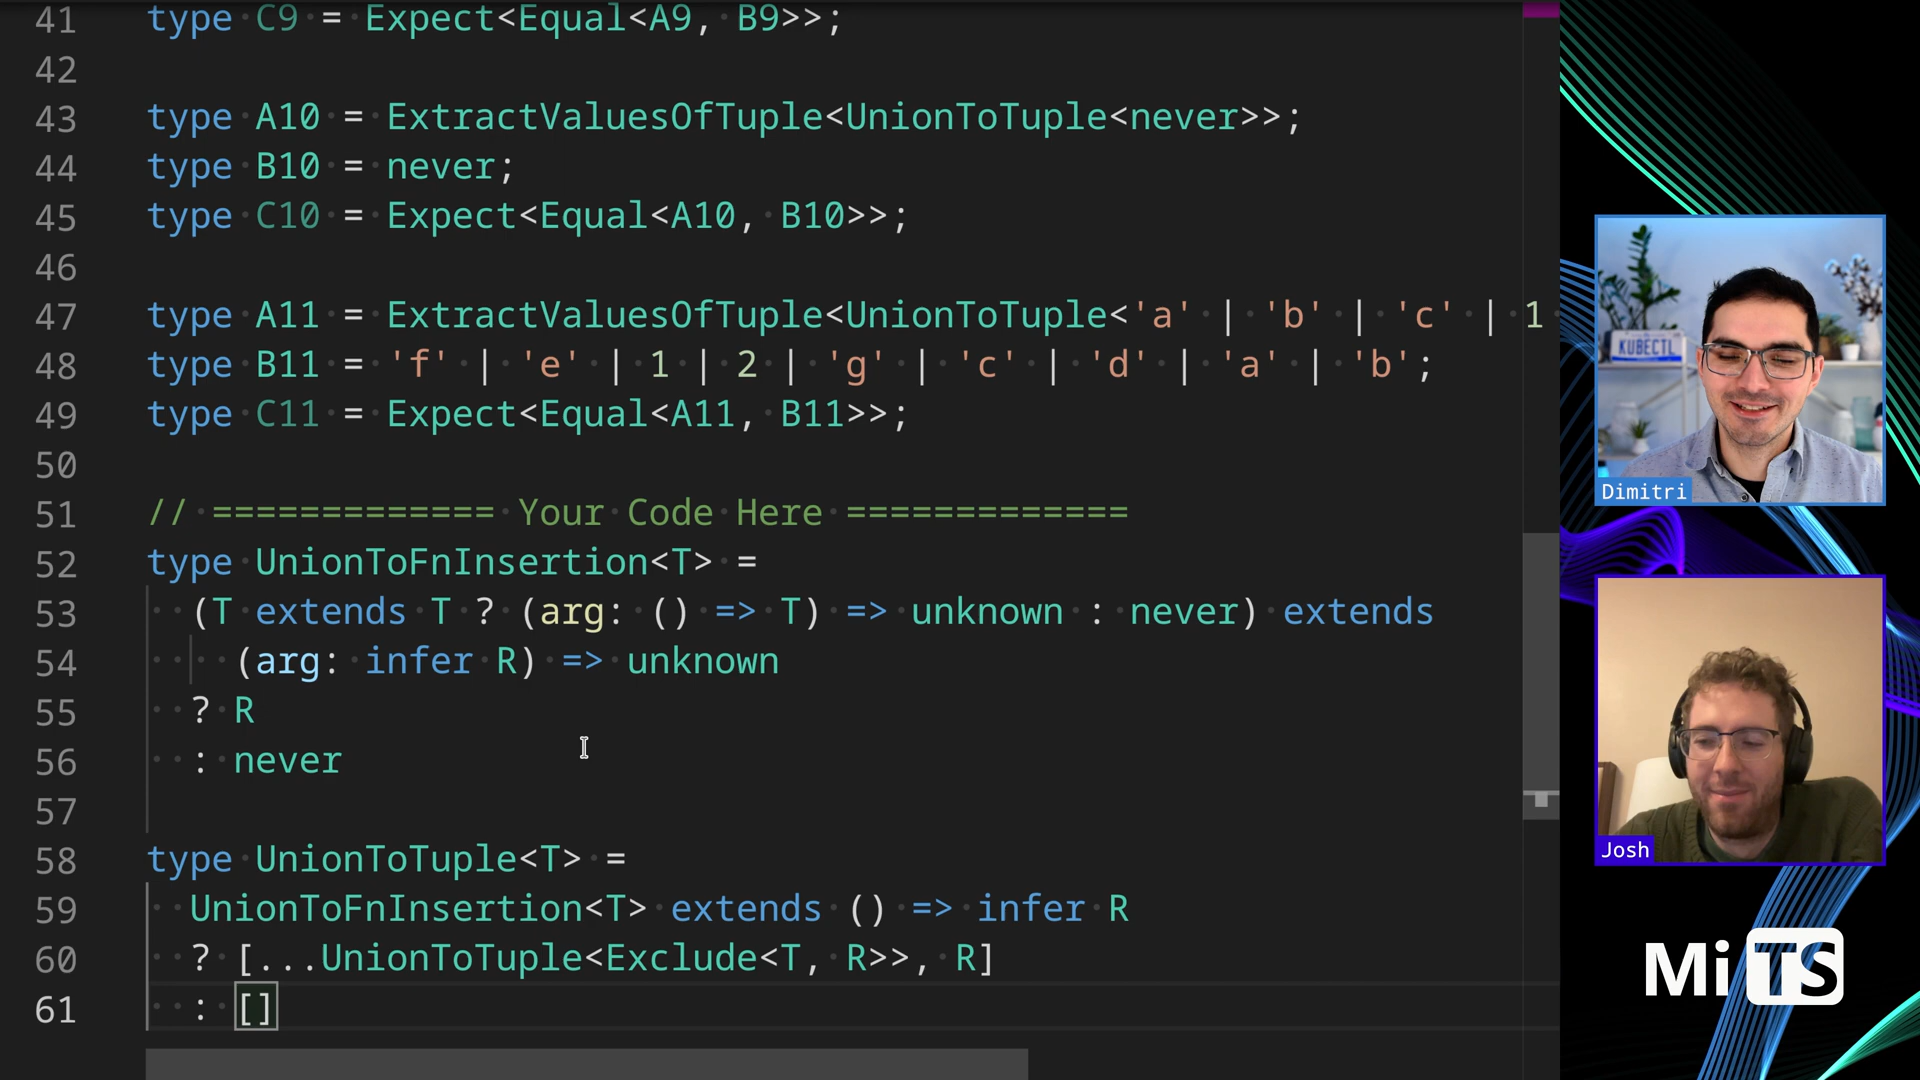 41 type C9 = Expect<Equal<A9, B9>>;
42
43 type A10 = ExtractValuesOfTuple<UnionToTuple<never>>;
44 type B10 = never;
45 type C10 = Expect<Equal<A10, B10>>;
46
47 type A11 = ExtractValuesOfTuple<UnionToTuple<'a' | 'b' | 'c' | 1
48 type B11 = 'f' | 'e' | 1 | 2 | 'g' | 'c' | 'd' | 'a' | 'b';
49 type C11 = Expect<Equal<A11, B11>>;
50
51 // ============= Your Code Here =============
52 type UnionToFnInsertion<T> =
53 (T extends T ? (arg: () => T) => unknown : never) extends
54 (arg: infer R) => unknown
55 ? R
56 : never
57
58 type UnionToTuple<T> =
59 UnionToFnInsertion<T> extends () => infer R
60 ? [...UnionToTuple<Exclude<T, R>>, R]
61 : []
KUBECTL
Dimitri
Josh
MiTS